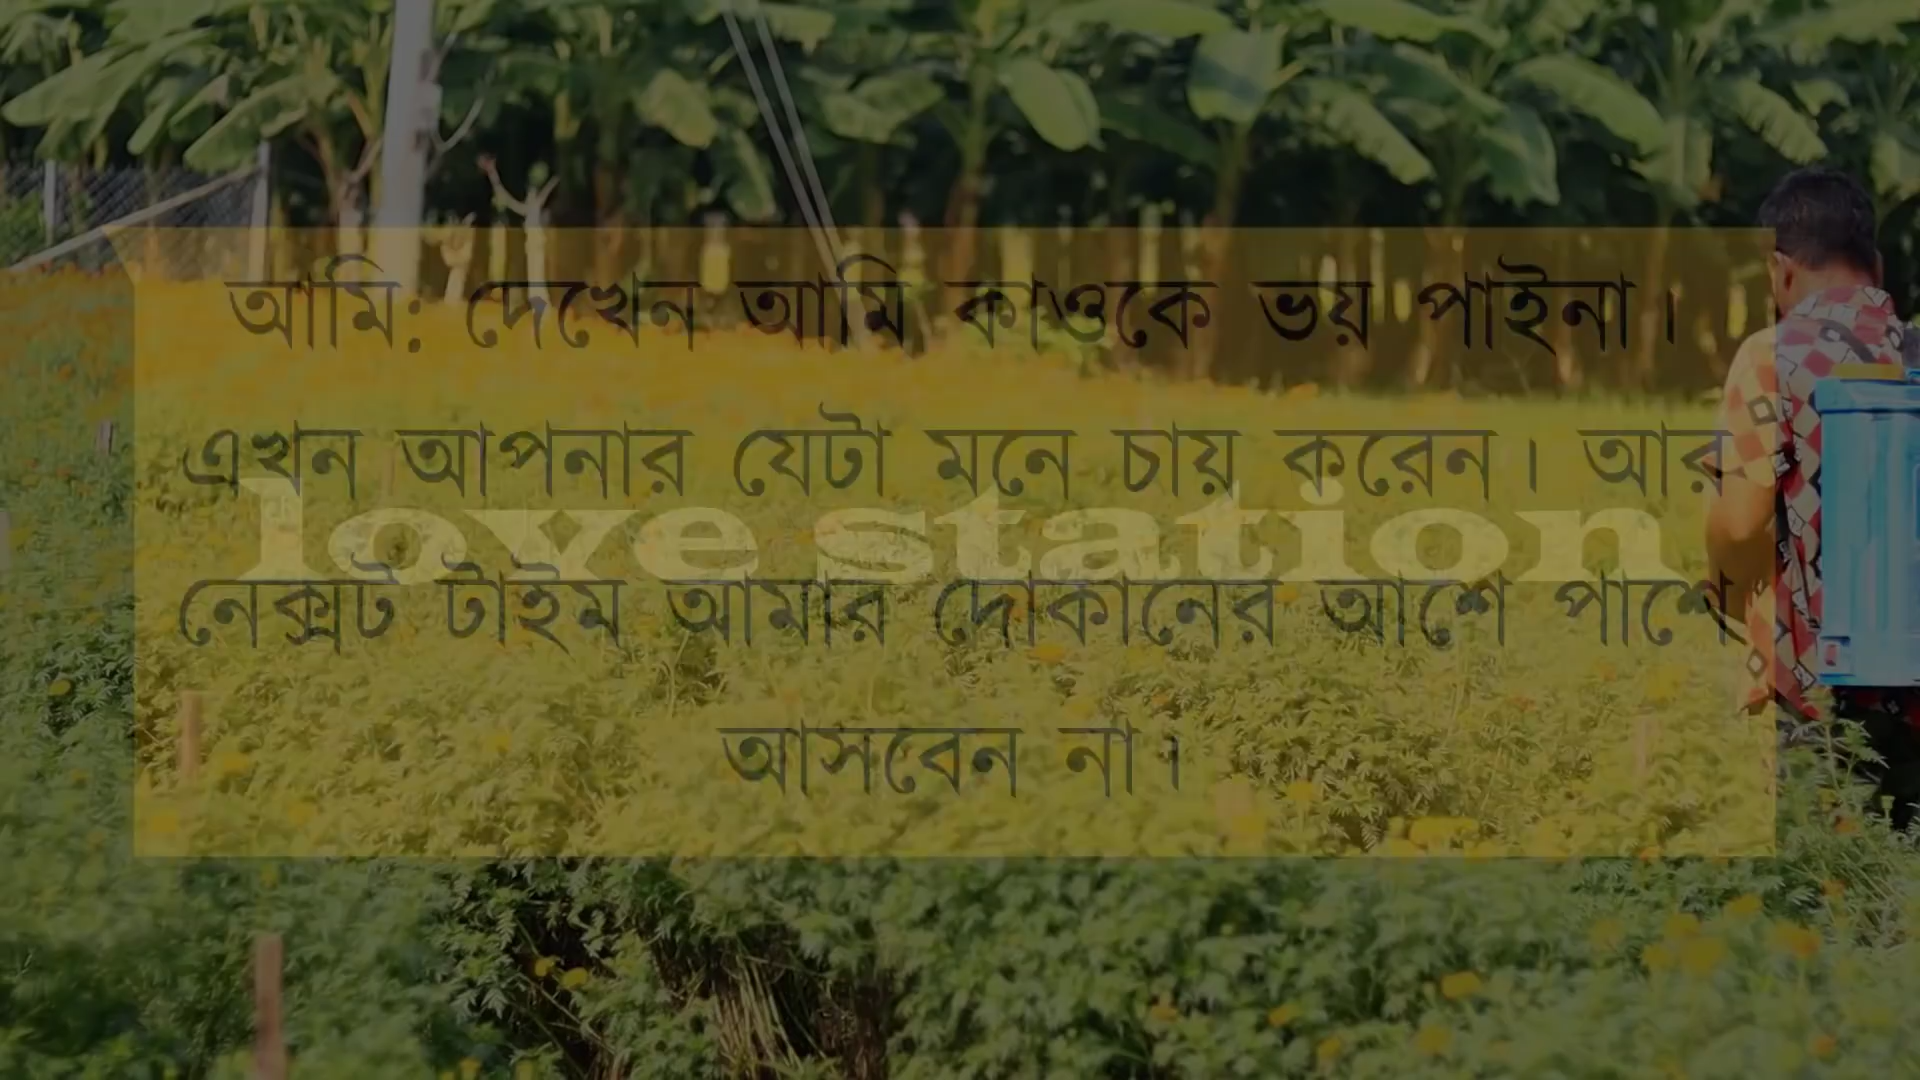 আমি: দেখেন আমি কাওকে ভয় পাইনা।
এখন আপনার যেটা মনে চায় করেন। আর
love station
নেক্সট টাইম আমার দোকানের আশে পাশে
আসবেন না।